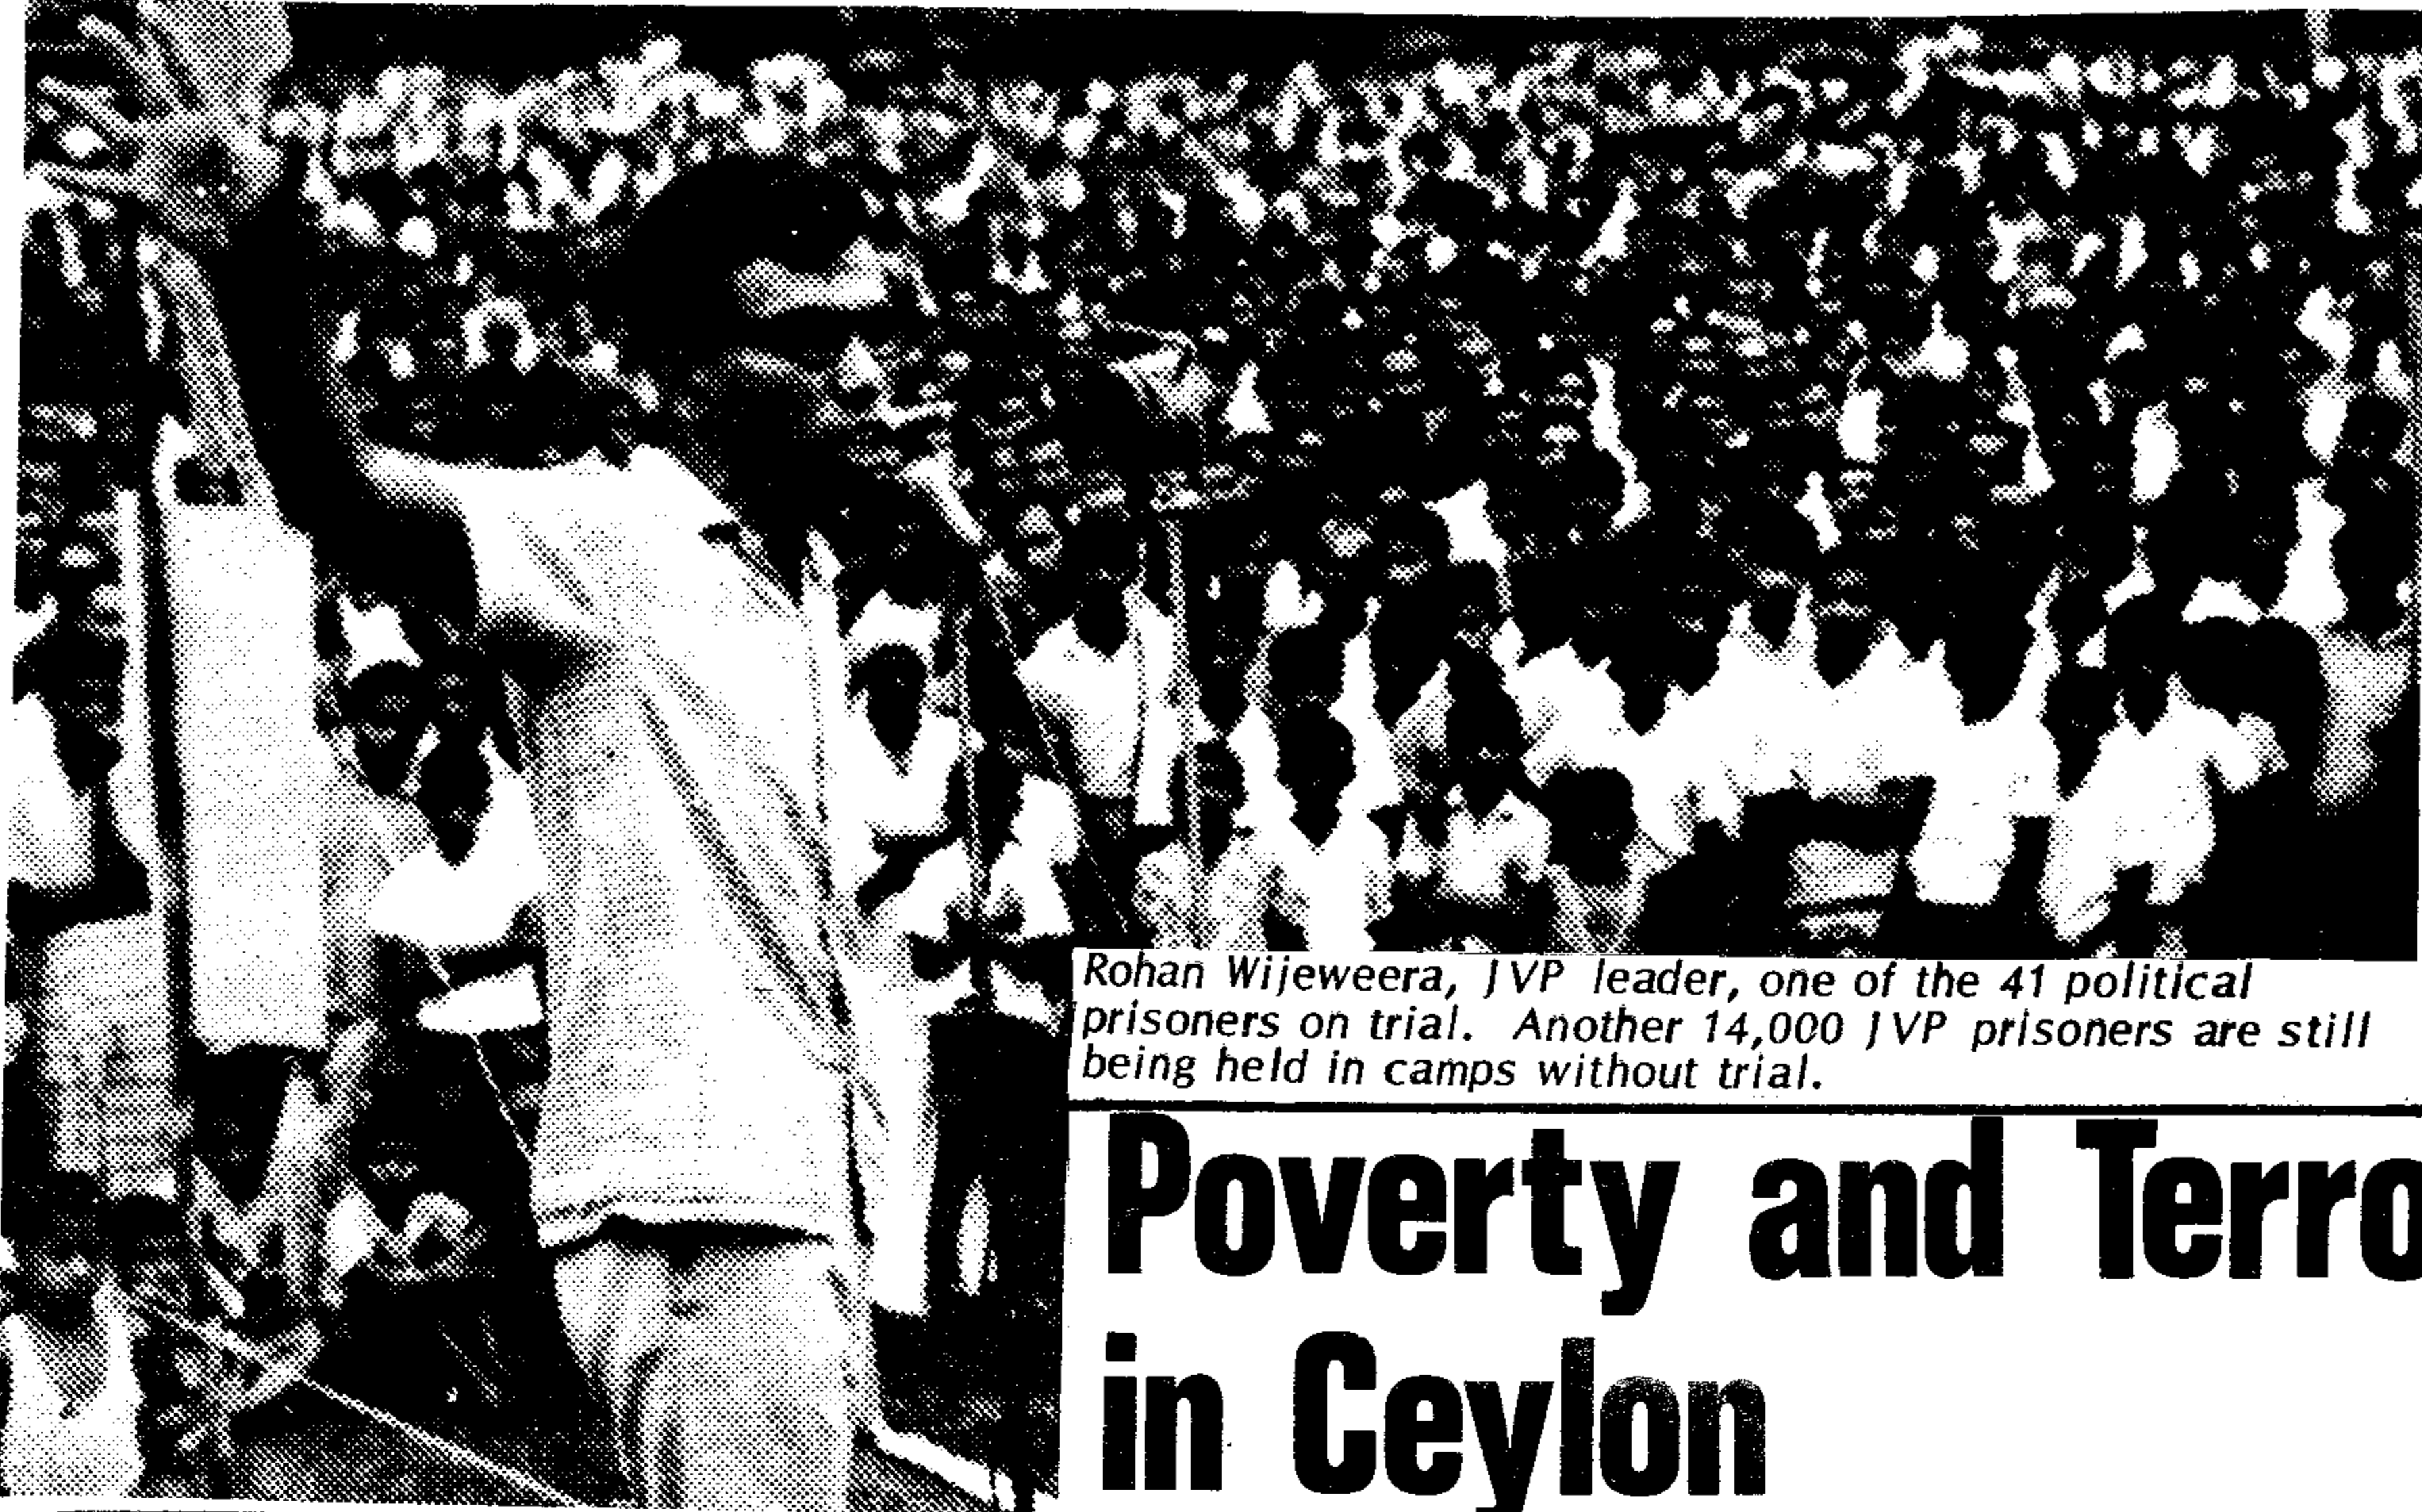 Rohan Wijeweera, JVP leader, one of the 41 political
prisoners on trial. Another 14,000 JVP prisoners are still
being held in camps without trial.
Poverty and Terro
in Ceylon